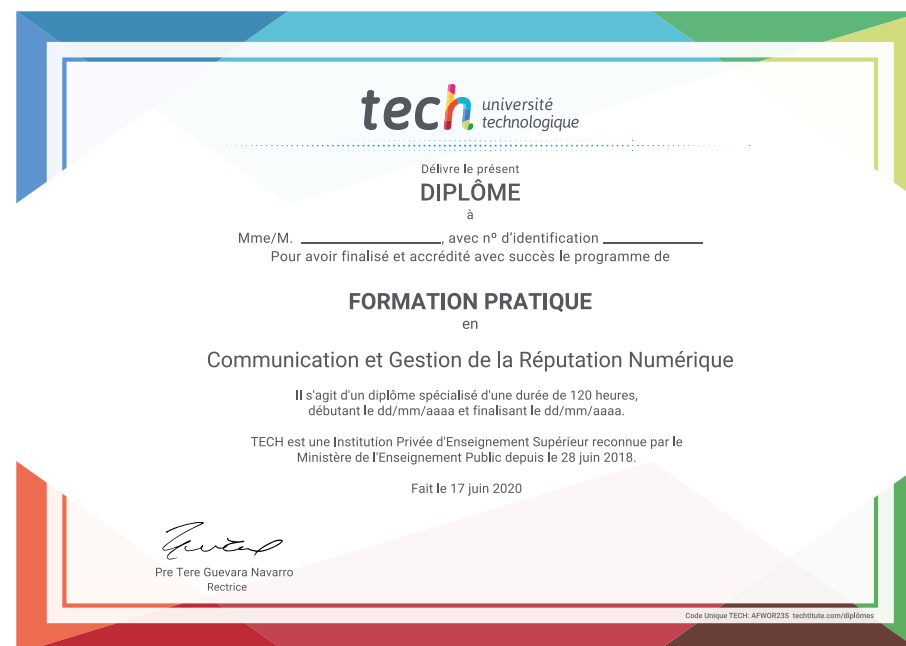 tech université
technologique
Délivre le présent
DIPLÔME
à
Mme/M. ____________________, avec nº d'identification ______________
Pour avoir finalisé et accrédité avec succès le programme de
FORMATION PRATIQUE
en
Communication et Gestion de la Réputation Numérique
Il s'agit d'un diplôme spécialisé d'une durée de 120 heures,
débutant le dd/mm/aaaa et finalisant le dd/mm/aaaa.
TECH est une Institution Privée d'Enseignement Supérieur reconnue par le
Ministère de l'Enseignement Public depuis le 28 juin 2018.
Fait le 17 juin 2020
Pre Tere Guevara Navarro
Rectrice
Code Unique TECH: AFWOR23S techtitute.com/diplômes